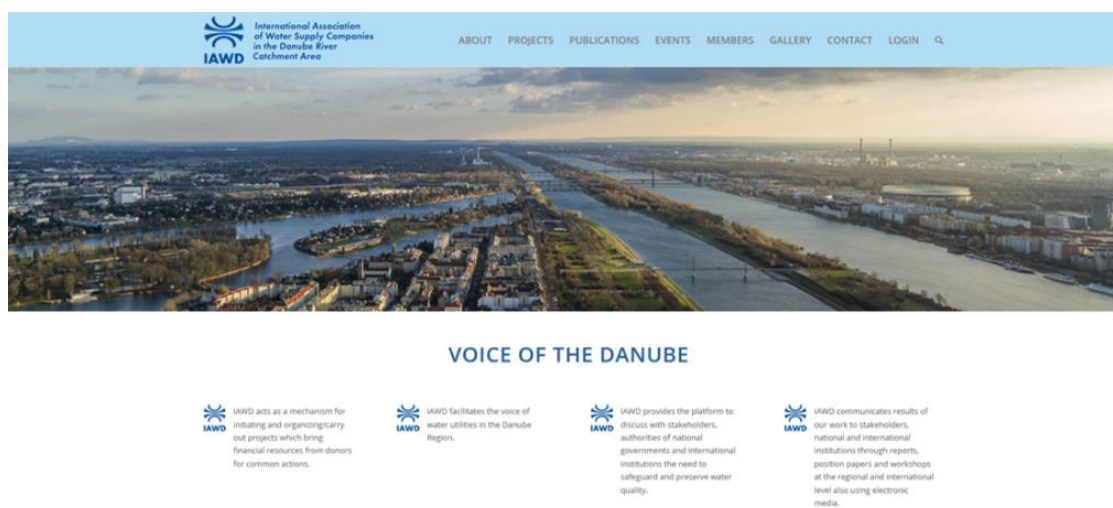 International Association
of Water Supply Companies
in the Danube River
Catchment Area
IAWD
ABOUT PROJECTS PUBLICATIONS EVENTS MEMBERS GALLERY CONTACT LOGIN
VOICE OF THE DANUBE
IAWD
IAWD acts as a mechanism for
initiating and organizing/carry
out projects which bring
financial resources from donors
for common actions.
IAWD
IAWD facilitates the voice of
water utilities in the Danube
Region.
IAWD
IAWD provides the platform to
discuss with stakeholders,
authorities of national
governments and international
institutions the need to
safeguard and preserve water
quality.
IAWD
IAWD communicates results of
our work to stakeholders,
national and international
institutions through reports,
position papers and workshops
at the regional and international
level also using electronic
media.